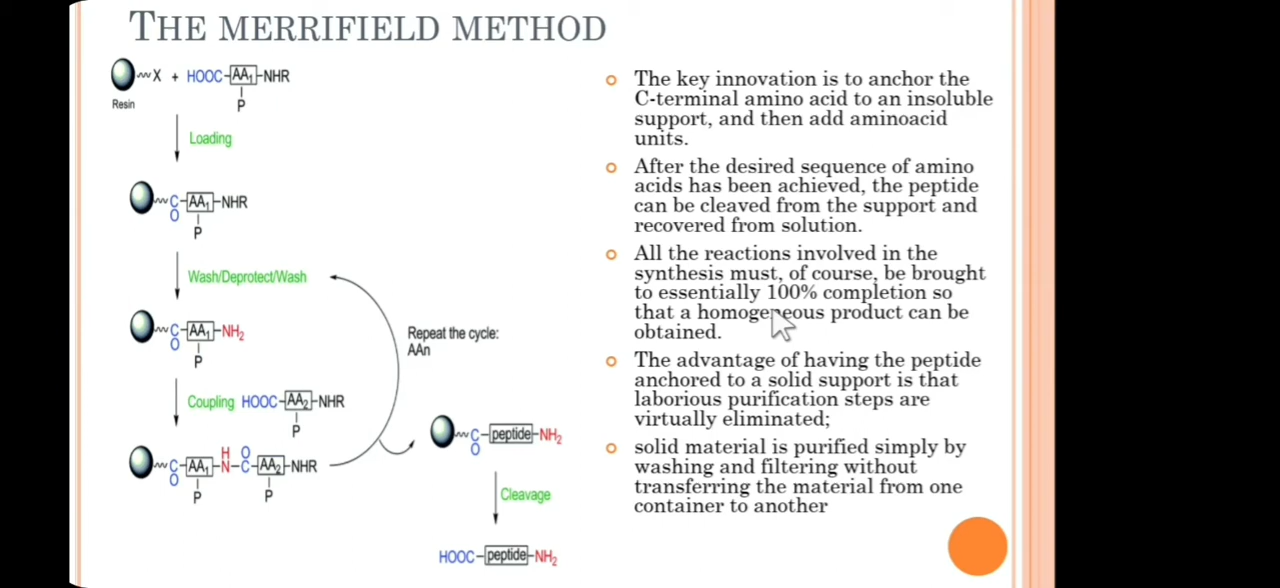 THE MERRIFIELD METHOD
X + HOOC-AA1-NHR
P
Resin
Loading
C-AA1-NHR
O
P
Wash/Deprotect/Wash
C-AA1-NH2
O
P
Repeat the cycle:
AAn
Coupling HOOC-AA2-NHR
P
H O
C-AA1-N-C-AA2-NHR
O
P P
C-peptide-NH2
O
Cleavage
HOOC-peptide-NH2
The key innovation is to anchor the
C-terminal amino acid to an insoluble
support, and then add aminoacid
units.
After the desired sequence of amino
acids has been achieved, the peptide
can be cleaved from the support and
recovered from solution.
All the reactions involved in the
synthesis must, of course, be brought
to essentially 100% completion so
that a homogeneous product can be
obtained.
The advantage of having the peptide
anchored to a solid support is that
laborious purification steps are
virtually eliminated;
solid material is purified simply by
washing and filtering without
transferring the material from one
container to another